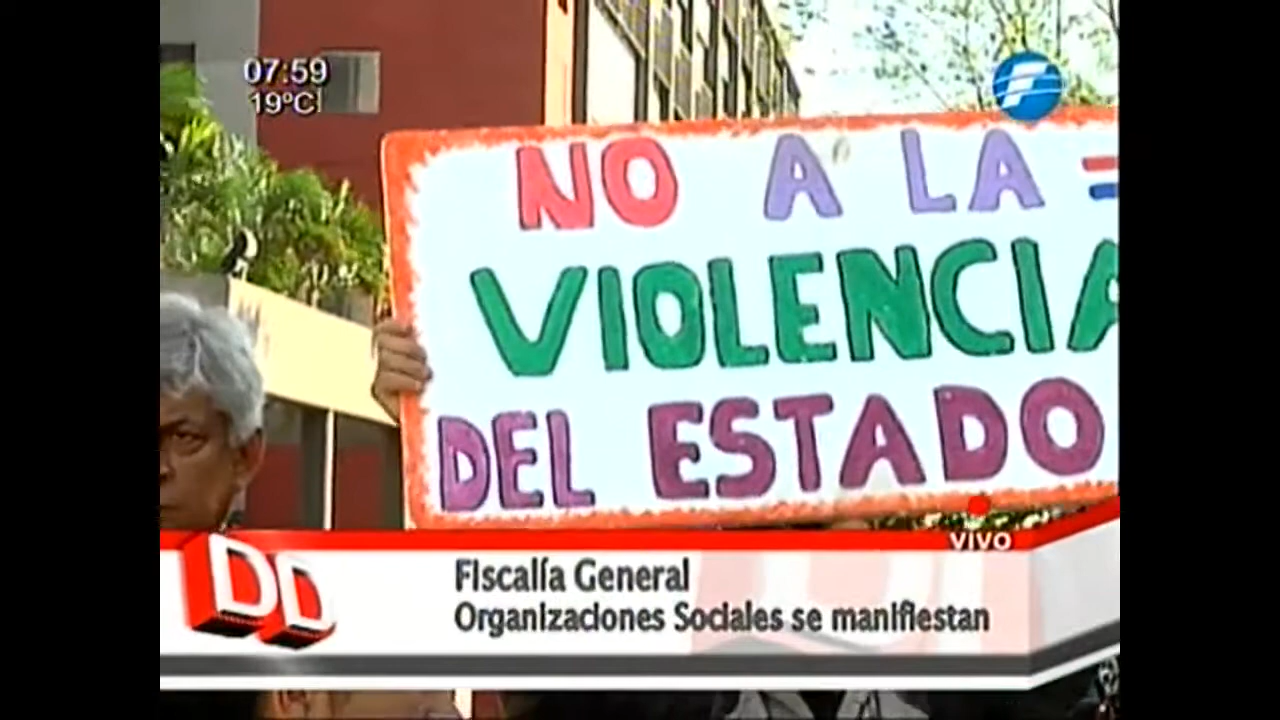 07:59
19°C
NO A LA
VIOLENCIA
DEL ESTADO
VIVO
DD
Fiscalía General
Organizaciones Sociales se manifiestan